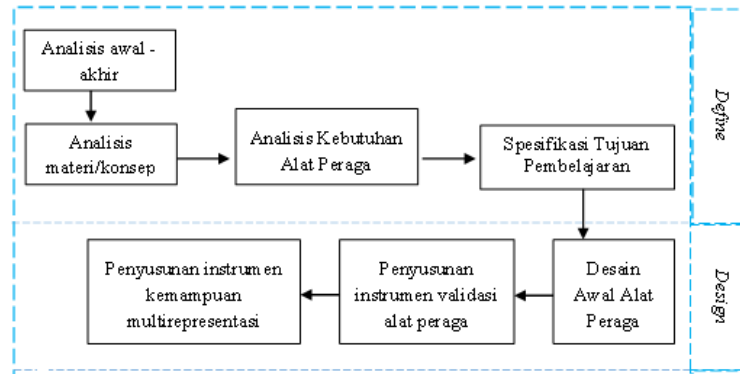 Analisis awal -
akhir
Analisis
materi/konsep
Analisis Kebutuhan
Alat Peraga
Spesifikasi Tujuan
Pembelajaran
Define
Penyusunan instrumen
kemampuan
multirepresentasi
Penyusunan
instrumen validasi
alat peraga
Desain
Awal Alat
Peraga
Design